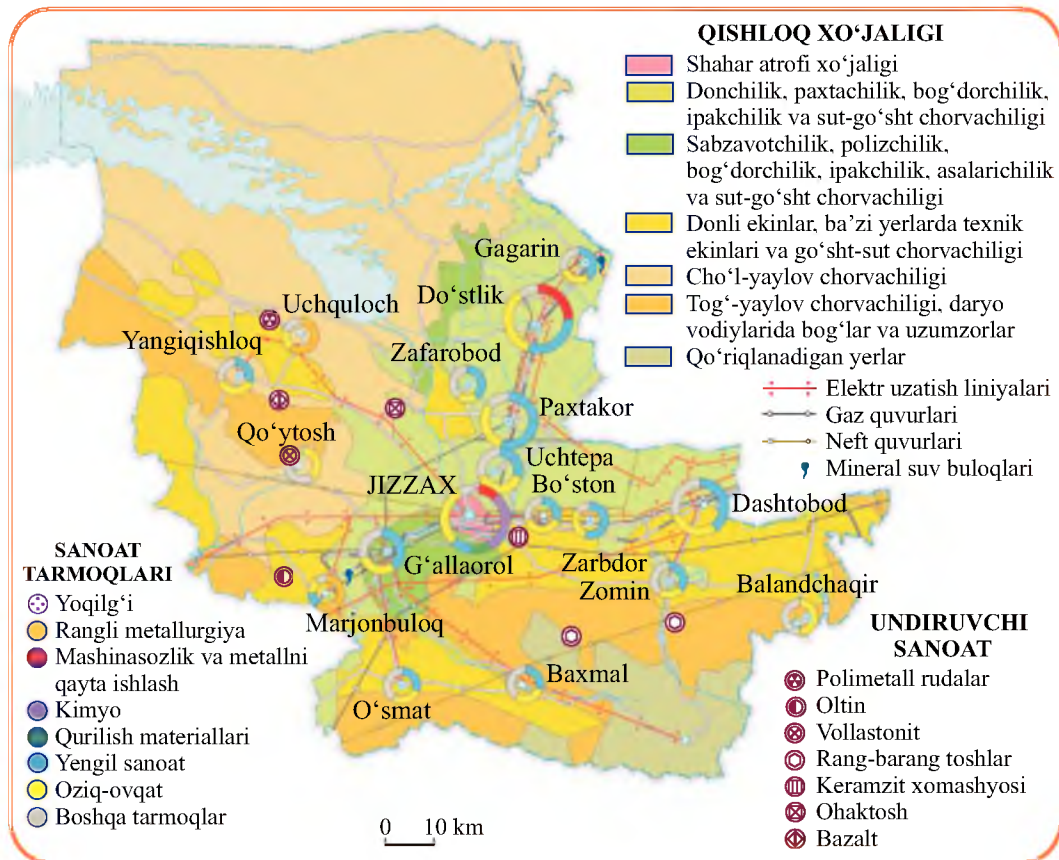 QISHLOQ XO‘JALIGI
Shahar atrofi xo‘jaligi
Donchilik, paxtachilik, bog‘dorchilik,
ipakchilik va sut-go‘sht chorvachiligi
Sabzavotchilik, polizchilik,
bog‘dorchilik, ipakchilik, asalarichilik
va sut-go‘sht chorvachiligi
Donli ekinlar, ba’zi yerlarda texnik
ekinlari va go‘sht-sut chorvachiligi
Cho‘l-yaylov chorvachiligi
Tog‘-yaylov chorvachiligi, daryo
vodiylarida bog‘lar va uzumzorlar
Qo‘riqlanadigan yerlar
Elektr uzatish liniyalari
Gaz quvurlari
Neft quvurlari
Mineral suv buloqlari
Gagarin
Do‘stlik
Uchquloch
Yangiqishloq
Zafarobod
Paxtakor
Qo‘ytosh
Uchtepa
JIZZAX
Bo‘ston
Dashtobod
G‘allaorol
Zarbdor
Zomin
Balandchaqir
Marjonbuloq
Baxmal
O‘smat
SANOAT
TARMOQLARI
Yoqilg‘i
Rangli metallurgiya
Mashinasozlik va metallni
qayta ishlash
Kimyo
Qurilish materiallari
Yengil sanoat
Oziq-ovqat
Boshqa tarmoqlar
0 10 km
UNDIRUVCHI
SANOAT
Polimetall rudalar
Oltin
Vollastonit
Rang-barang toshlar
Keramzit xomashyosi
Ohaktosh
Bazalt